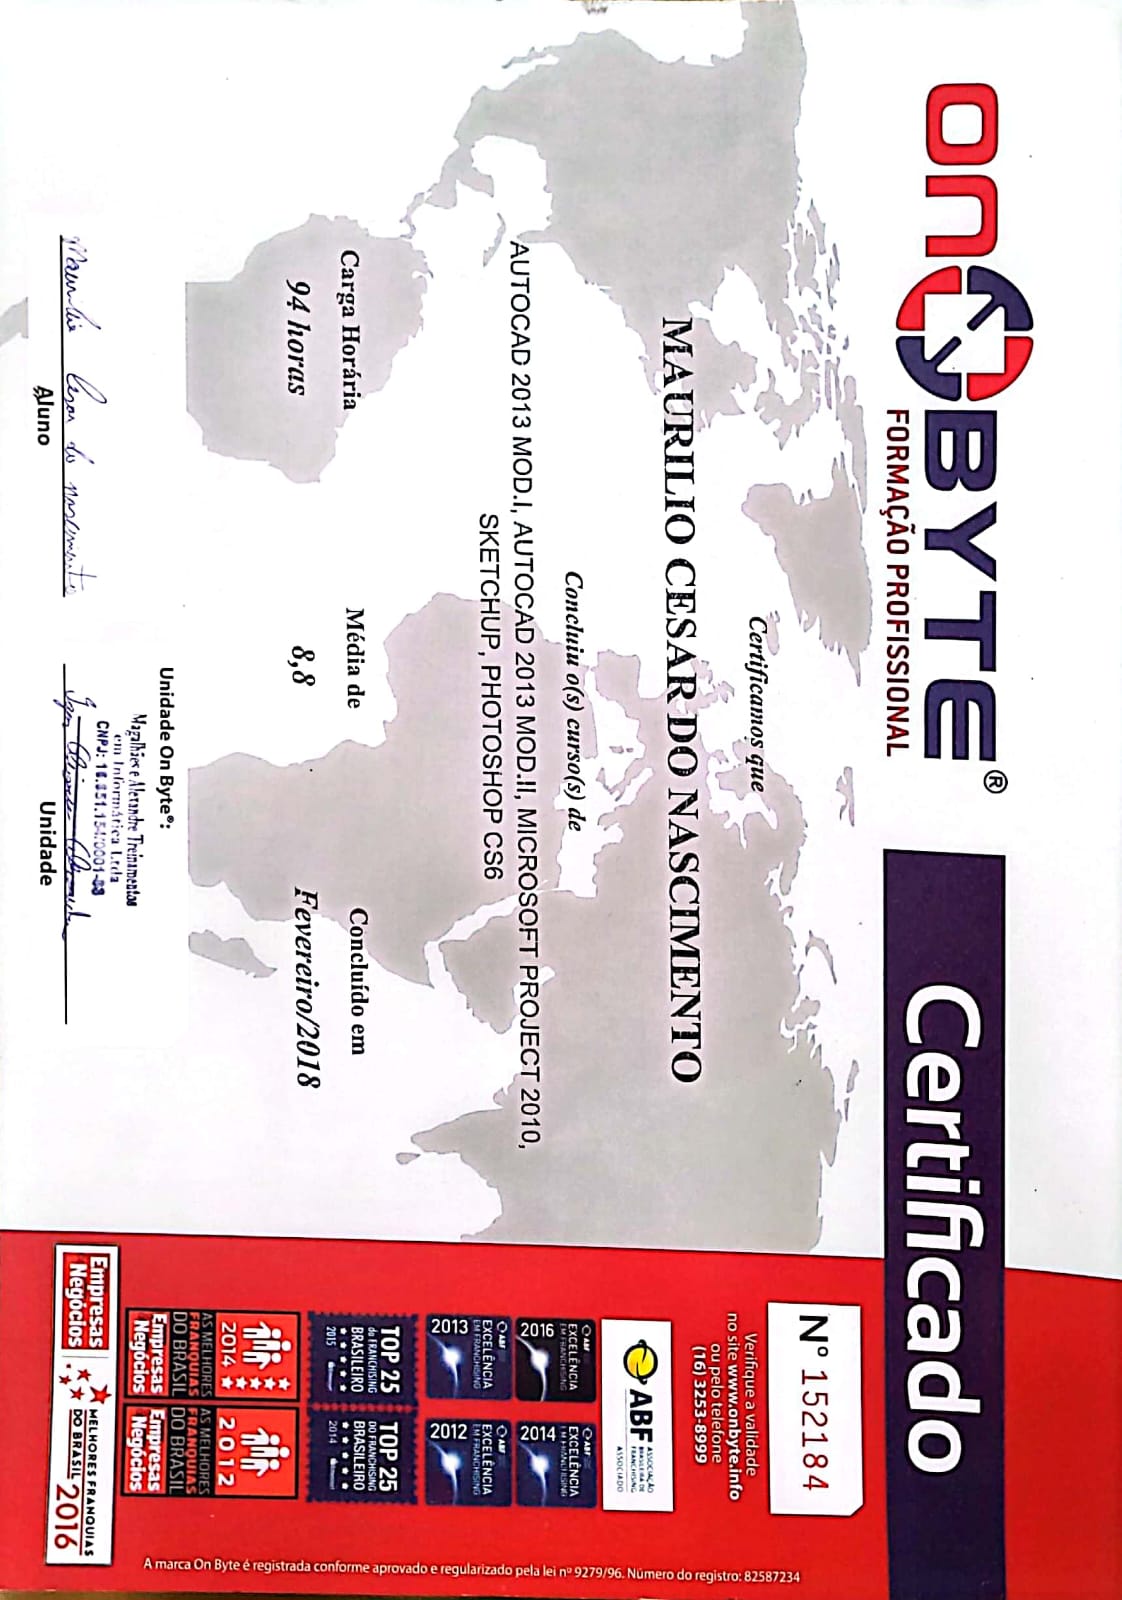 ONBYTE®
FORMAÇÃO PROFISSIONAL
Certificado
Certificamos que
MAURILIO CESAR DO NASCIMENTO
Concluiu o(s) curso(s) de
AUTOCAD 2013 MOD.I, AUTOCAD 2013 MOD.II, MICROSOFT PROJECT 2010,
SKETCHUP, PHOTOSHOP CS6
Carga Horária
94 horas
Média de
8,8
Concluído em
Fevereiro/2018
Unidade On Byte®:
Magalhães e Alexandre Treinamentos
em Informática Ltda
CNPJ: 16.851.154/0001-
Maurilio Cesar do nascimento
Aluno
Unidade
Nº 152184
Verifique a validade
no site www.onbyte.info
ou pelo telefone
(16) 3253-8999
ABF
ASSOCIAÇÃO
BRASILEIRA DE
FRANCHISING
ASSOCIADO
ABF
EXCELÊNCIA
EM FRANCHISING
2016
ABF
EXCELÊNCIA
EM FRANCHISING
2014
ABF
EXCELÊNCIA
EM FRANCHISING
2013
ABF
EXCELÊNCIA
EM FRANCHISING
2012
TOP 25
do FRANCHISING
BRASILEIRO
2015
TOP 25
DO FRANCHISING
BRASILEIRO
2014
2014
AS MELHORES
FRANQUIAS
DO BRASIL
Empresas
Negócios
2012
AS MELHORES
FRANQUIAS
DO BRASIL
Empresas
Negócios
Empresas
Negócios
MELHORES FRANQUIAS
DO BRASIL 2016
A marca On Byte é registrada conforme aprovado e regularizado pela lei nº 9279/96. Número do registro: 82587234